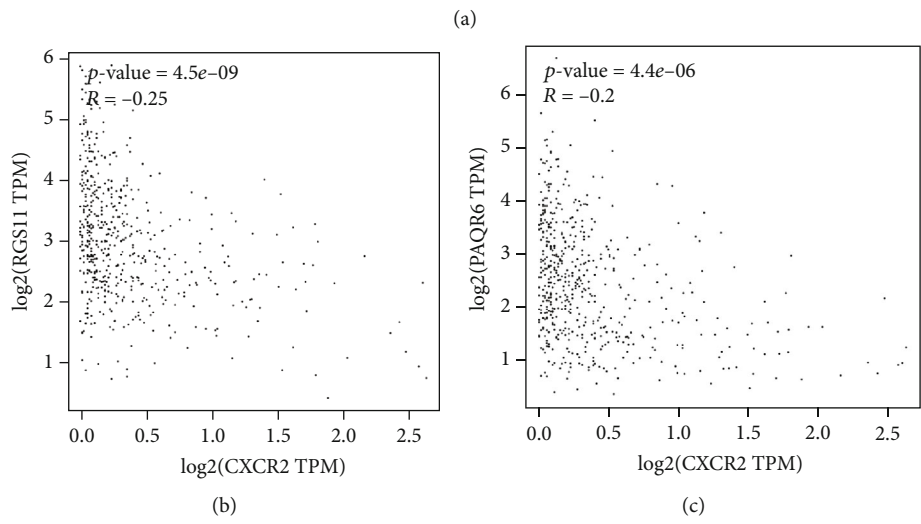 (a)
p-value = 4.5e–09
R = –0.25
6
5
4
3
2
1
log2(RGS11 TPM)
0.0 0.5 1.0 1.5 2.0 2.5
log2(CXCR2 TPM)
(b)
p-value = 4.4e–06
R = –0.2
6
5
4
3
2
1
log2(PAQR6 TPM)
0.0 0.5 1.0 1.5 2.0 2.5
log2(CXCR2 TPM)
(c)